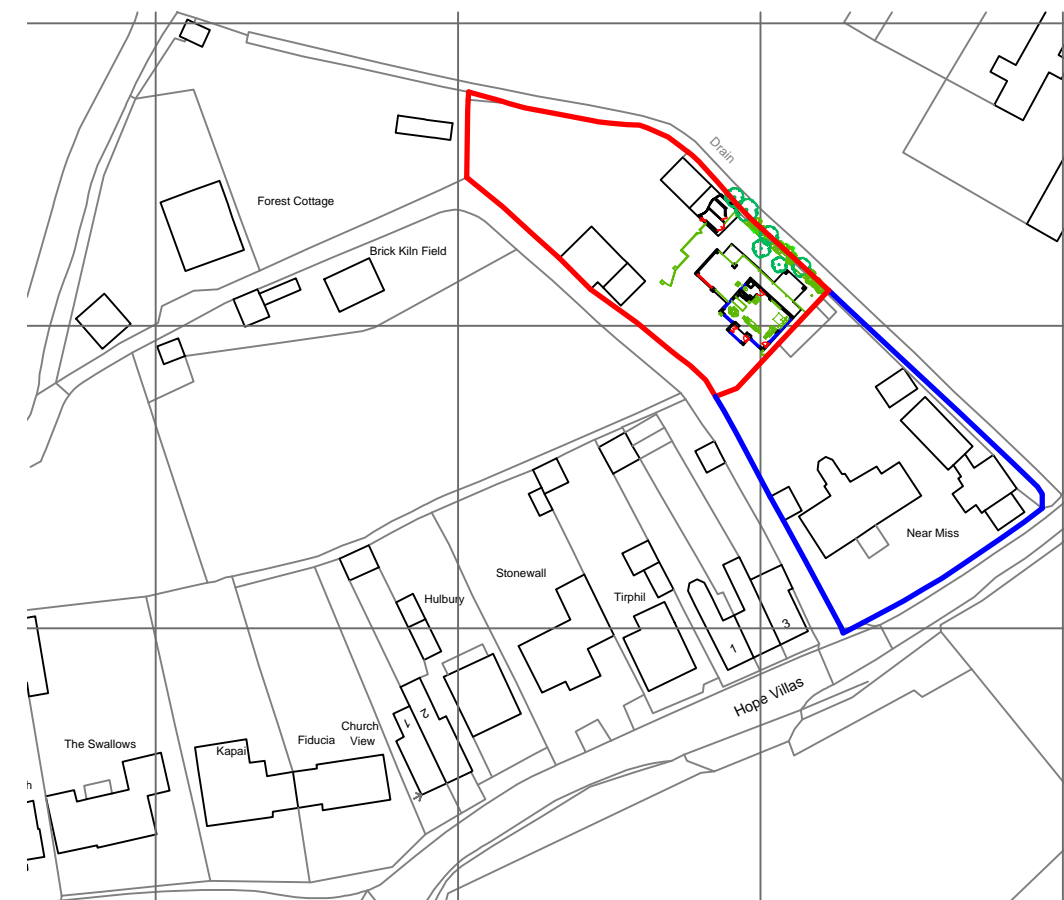 Drain
Forest Cottage
Brick Kiln Field
Near Miss
Stonewall
Hulbury
Tirphil
3
1
Hope Villas
2
1
Church
View
Fiducia
Kapai
The Swallows
h